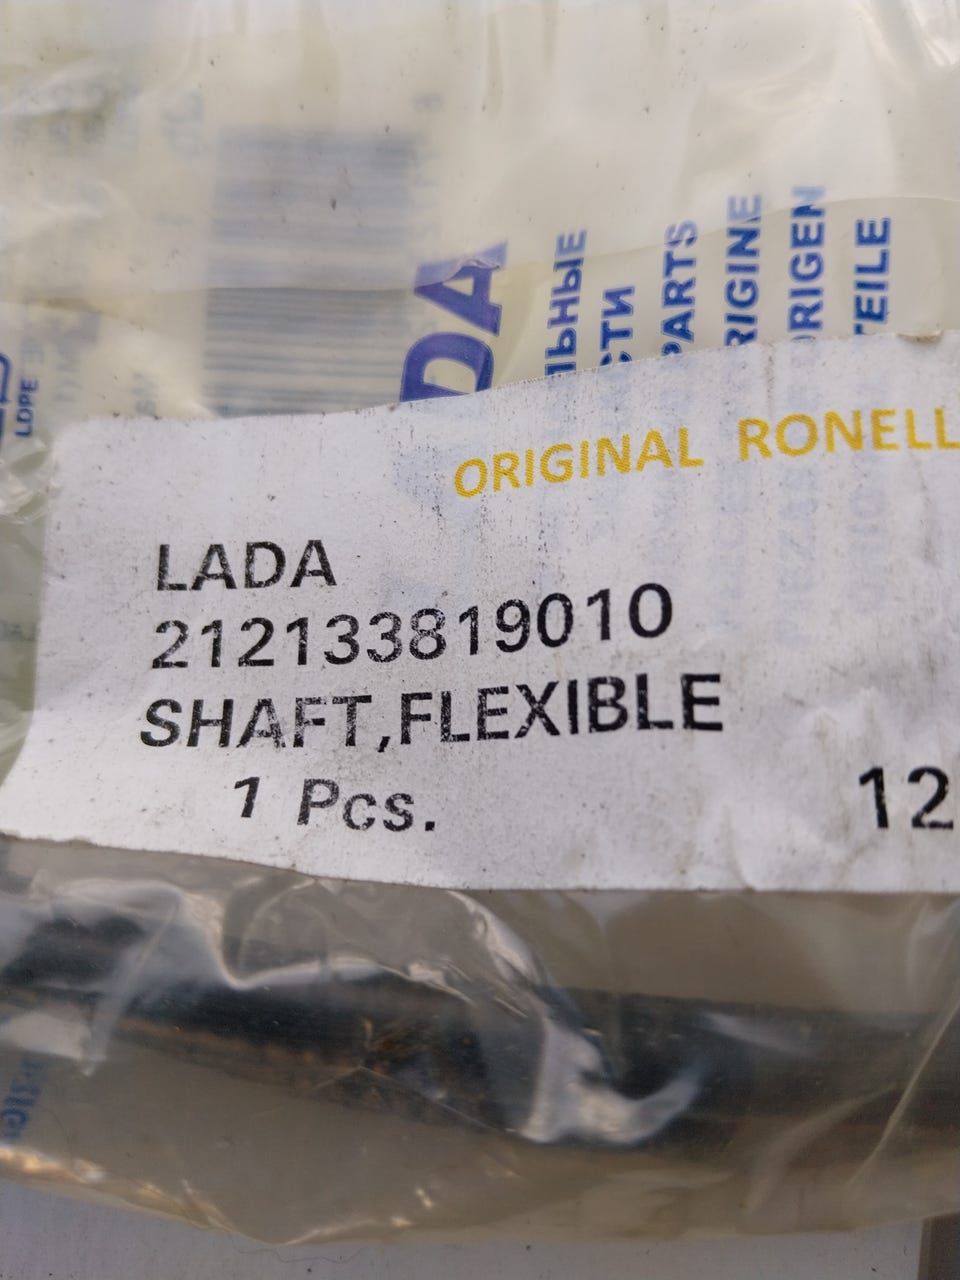 DA
ЬНЫЕ
СТИ
PARTS
RIGINE
ORIGEN
TEILE
LDPE
ORIGINAL RONELL
LADA
212133819010
SHAFT,FLEXIBLE
1 Pcs.
12